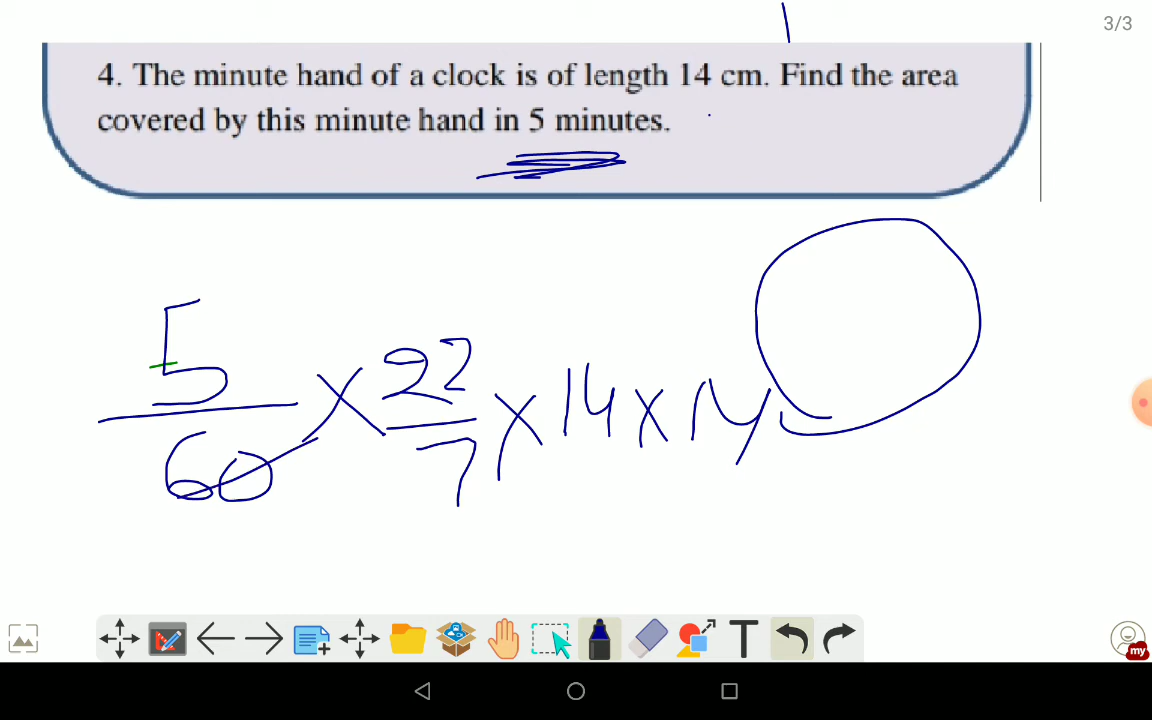 3/3
4. The minute hand of a clock is of length 14 cm. Find the area
covered by this minute hand in 5 minutes.
5/60 × 22/7 × 14 × 14
T
my